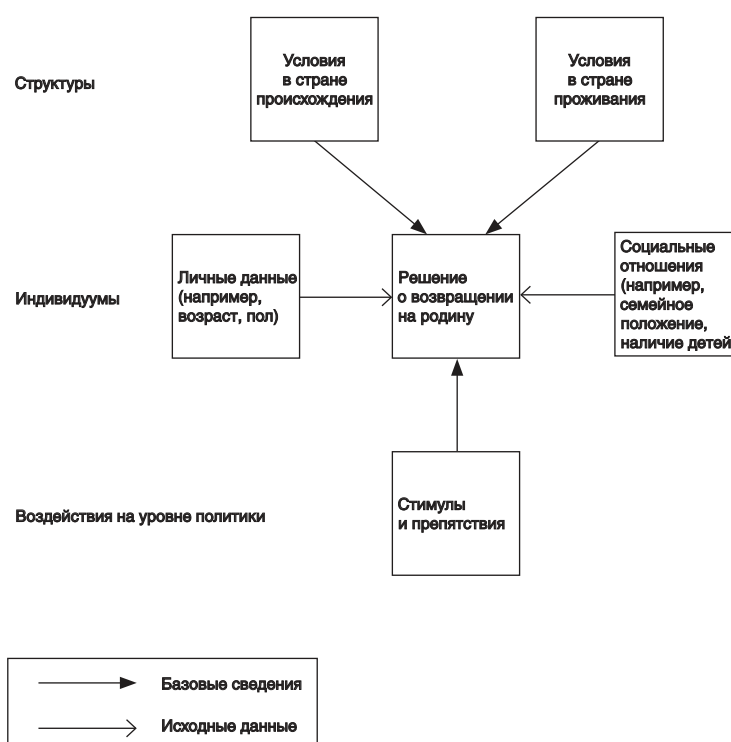 Условия
в стране
происхождения
Условия
в стране
проживания
Структуры
Индивидуумы
Личные данные
(например,
возраст, пол)
Решение
о возвращении
на родину
Социальные
отношения
(например,
семейное
положение,
наличие детей
Воздействия на уровне политики
Стимулы
и препятствия
Базовые сведения
Исходные данные